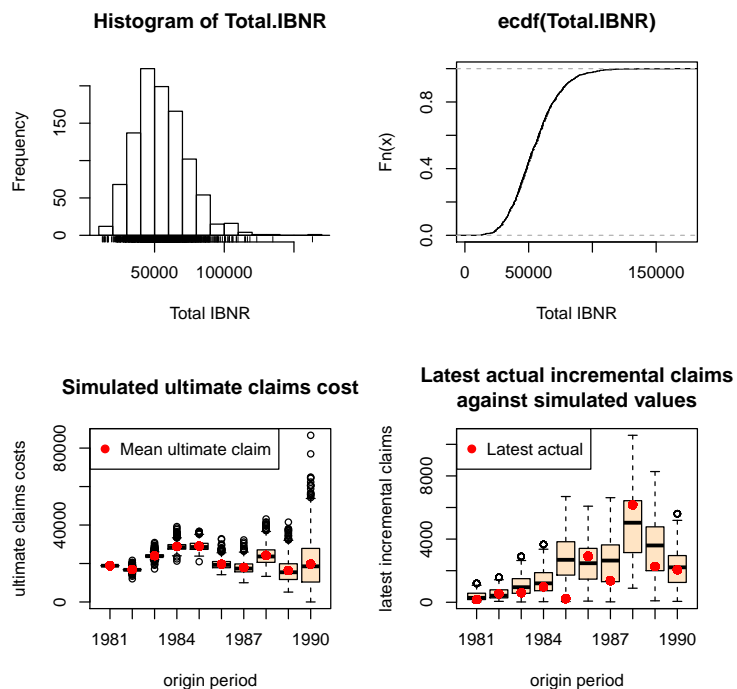 Histogram of Total.IBNR
Frequency
150
50
0
50000 100000
Total IBNR
ecdf(Total.IBNR)
Fn(x)
0.8
0.4
0.0
0 50000 150000
Total IBNR
Simulated ultimate claims cost
ultimate claims costs
80000
40000
0
Mean ultimate claim
1981 1984 1987 1990
origin period
Latest actual incremental claims
against simulated values
latest incremental claims
8000
4000
0
Latest actual
1981 1984 1987 1990
origin period